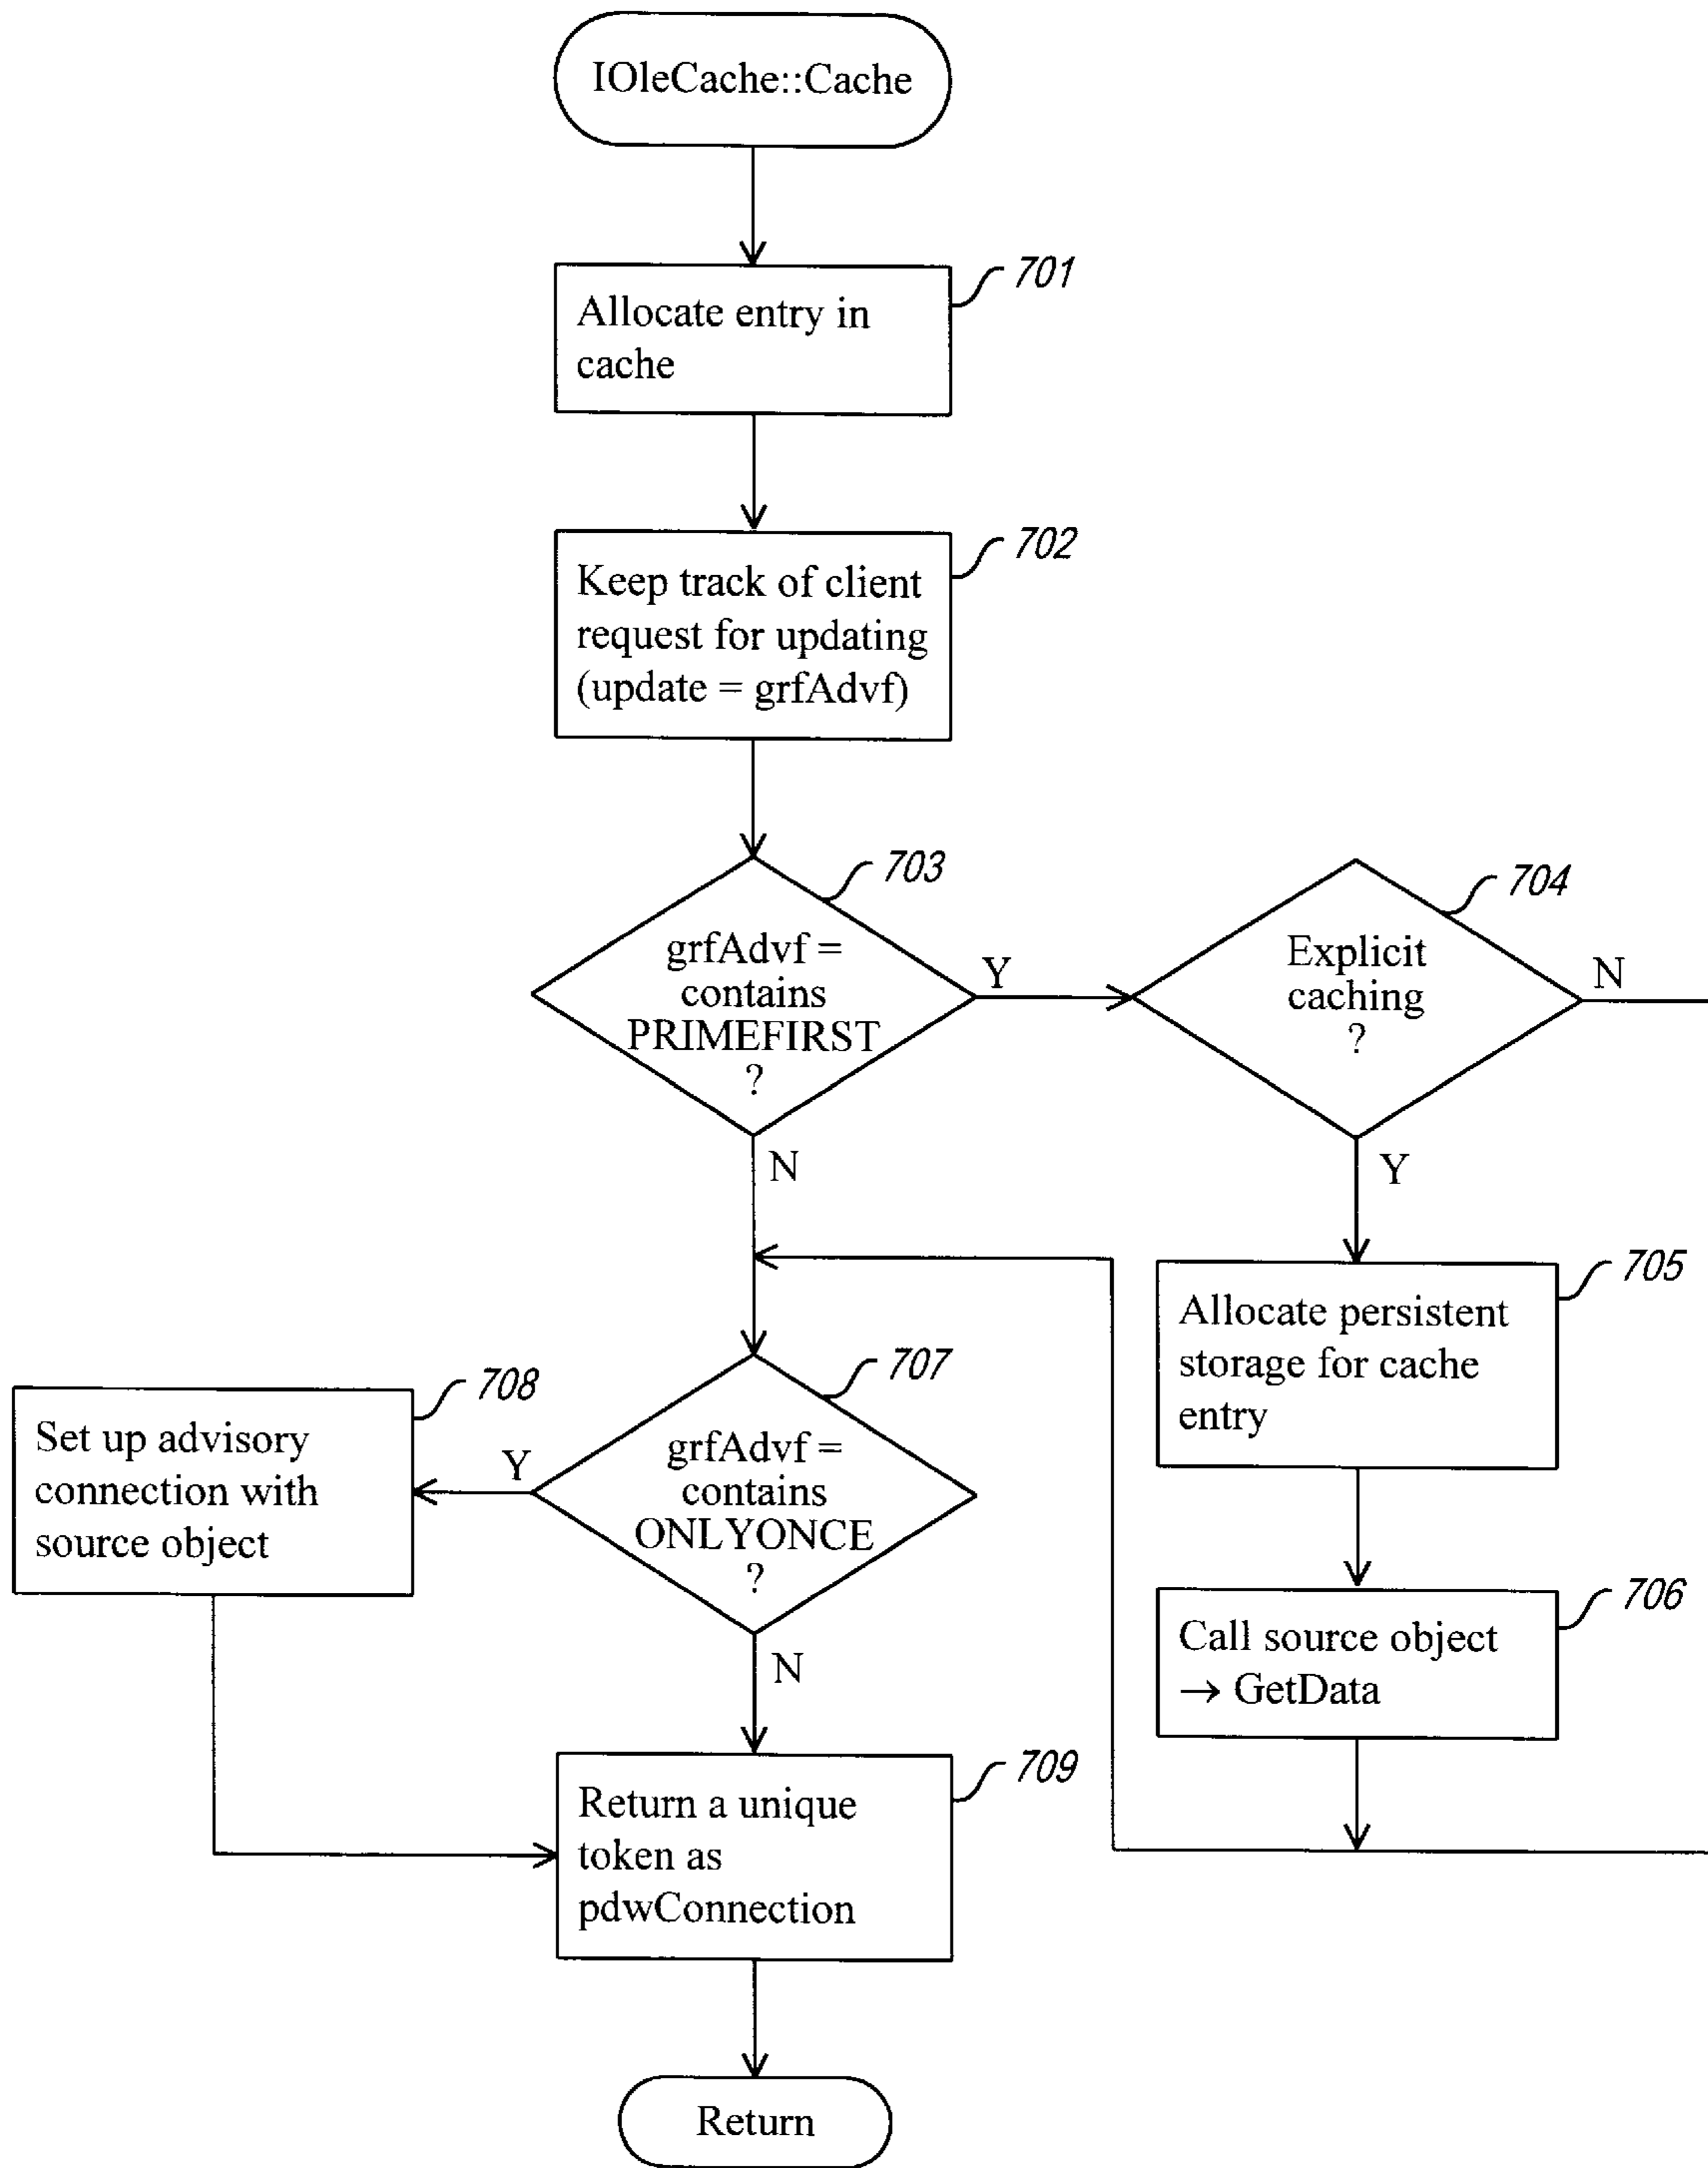 IOleCache::Cache
701
Allocate entry in
cache
702
Keep track of client
request for updating
(update = grfAdvf)
703
grfAdvf =
contains
PRIMEFIRST
?
Y
N
704
Explicit
caching
?
N
Y
705
Allocate persistent
storage for cache
entry
706
Call source object
→ GetData
707
grfAdvf =
contains
ONLYONCE
?
Y
N
708
Set up advisory
connection with
source object
709
Return a unique
token as
pdwConnection
Return